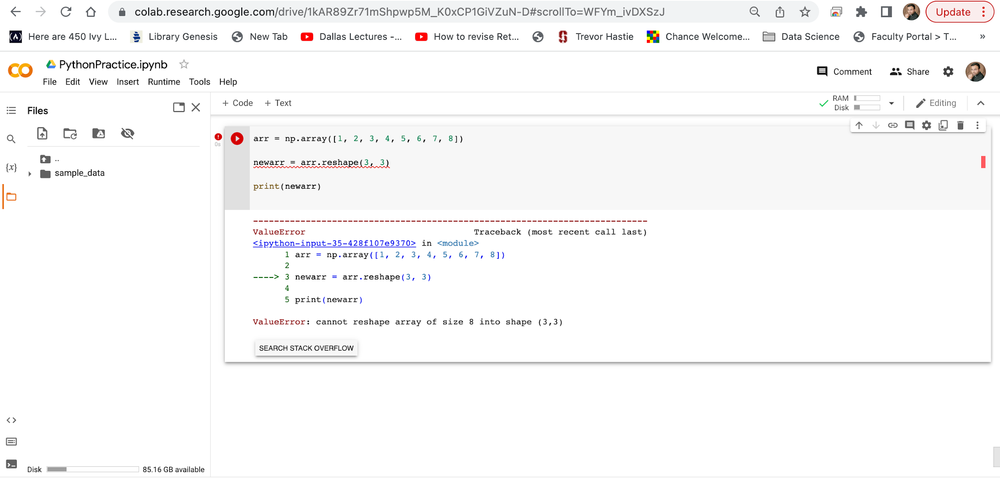 colab.research.google.com/drive/1kAR89Zr71mShpwp5M_K0xCP1GiVZuN-D#scrollTo=WFYm_ivDXSzJ
Update
Here are 450 Ivy L...
Library Genesis
New Tab
Dallas Lectures -...
How to revise Ret...
Trevor Hastie
Chance Welcome...
Data Science
Faculty Portal > T...
»
PythonPractice.ipynb
File Edit View Insert Runtime Tools Help
Comment
Share
Files
+ Code + Text
RAM
Disk
Editing
{x}
..
sample_data
0s
arr = np.array([1, 2, 3, 4, 5, 6, 7, 8])
newarr = arr.reshape(3, 3)
print(newarr)
---------------------------------------------------------------------------
ValueError Traceback (most recent call last)
<ipython-input-35-428f107e9370> in <module>
1 arr = np.array([1, 2, 3, 4, 5, 6, 7, 8])
2
----> 3 newarr = arr.reshape(3, 3)
4
5 print(newarr)
ValueError: cannot reshape array of size 8 into shape (3,3)
SEARCH STACK OVERFLOW
Disk 85.16 GB available